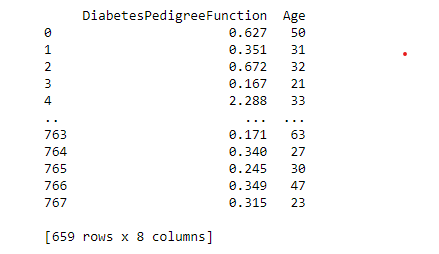 DiabetesPedigreeFunction Age
0 0.627 50
1 0.351 31
2 0.672 32
3 0.167 21
4 2.288 33
.. ... ...
763 0.171 63
764 0.340 27
765 0.245 30
766 0.349 47
767 0.315 23
[659 rows x 8 columns]